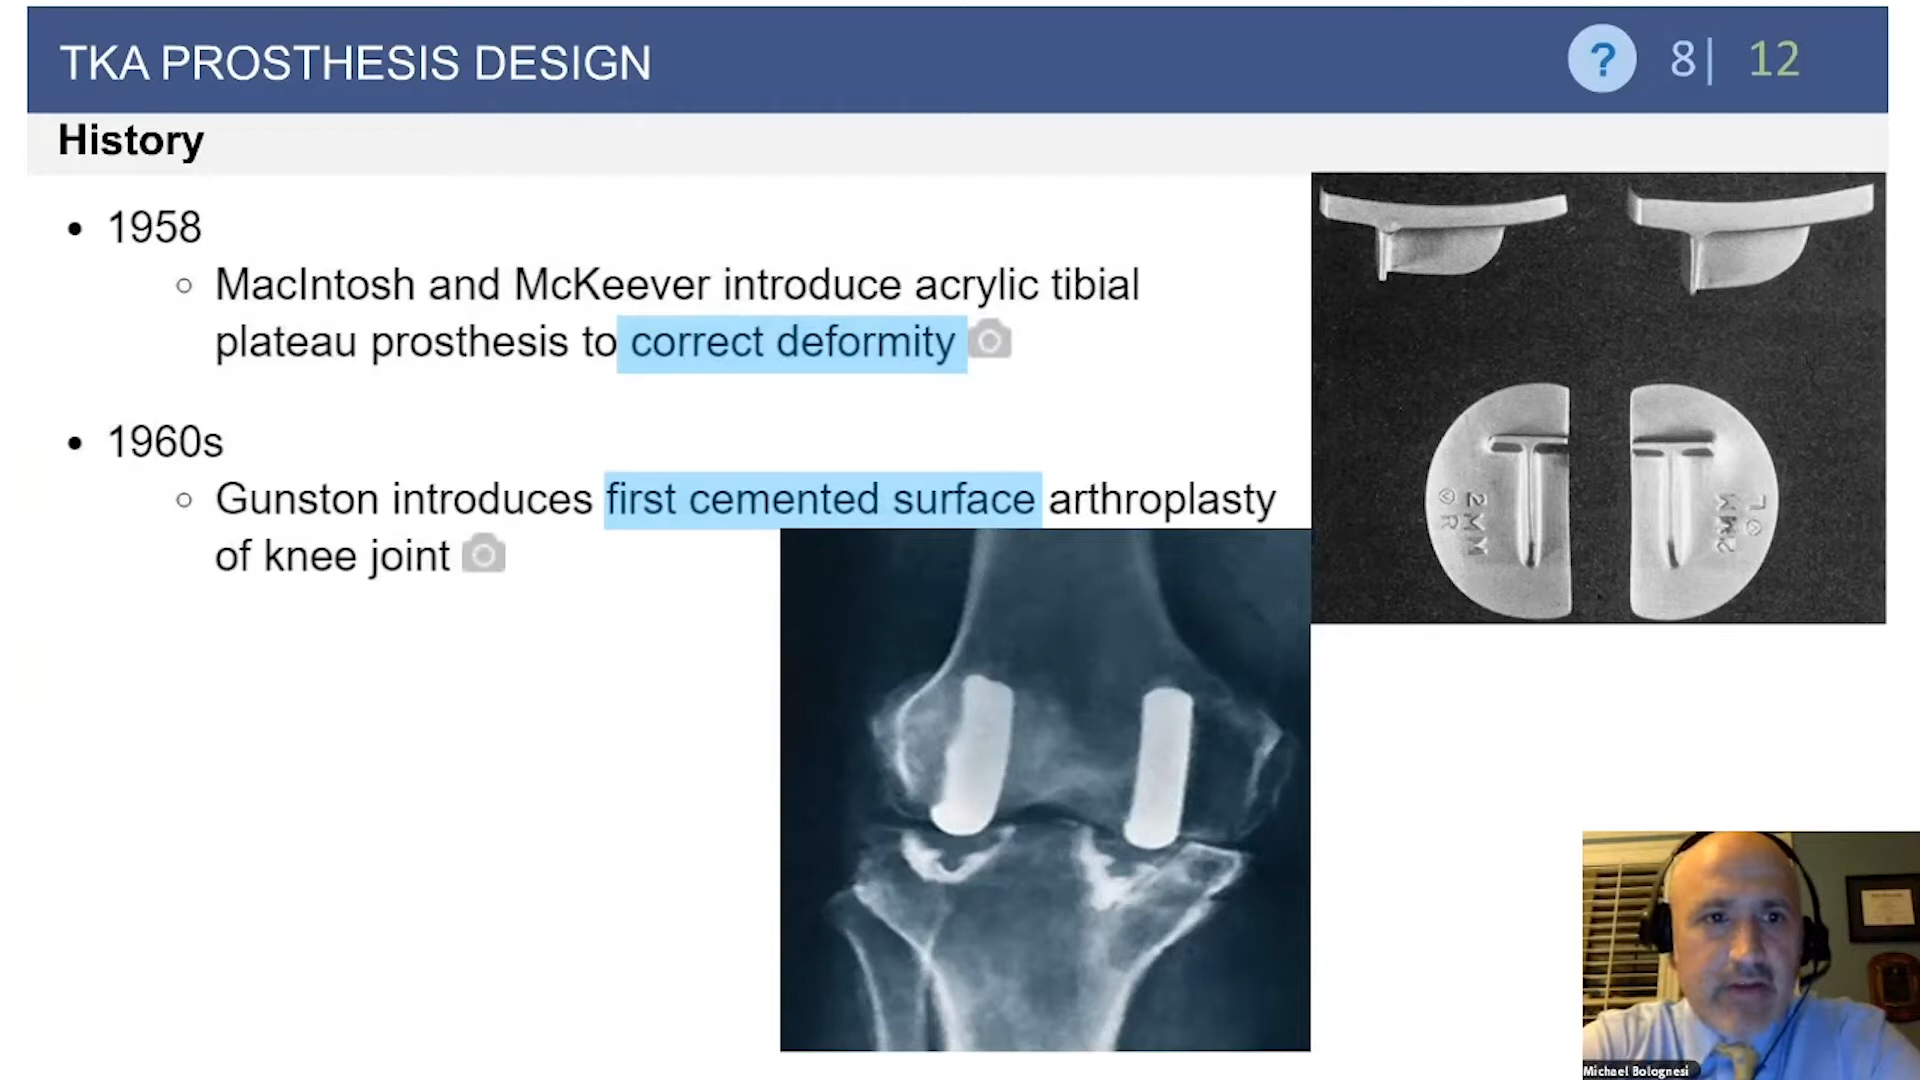 TKA PROSTHESIS DESIGN
? 8| 12
History
• 1958
○ MacIntosh and McKeever introduce acrylic tibial
plateau prosthesis to correct deformity
• 1960s
○ Gunston introduces first cemented surface arthroplasty
of knee joint
2MM
R
Michael Bolognesi